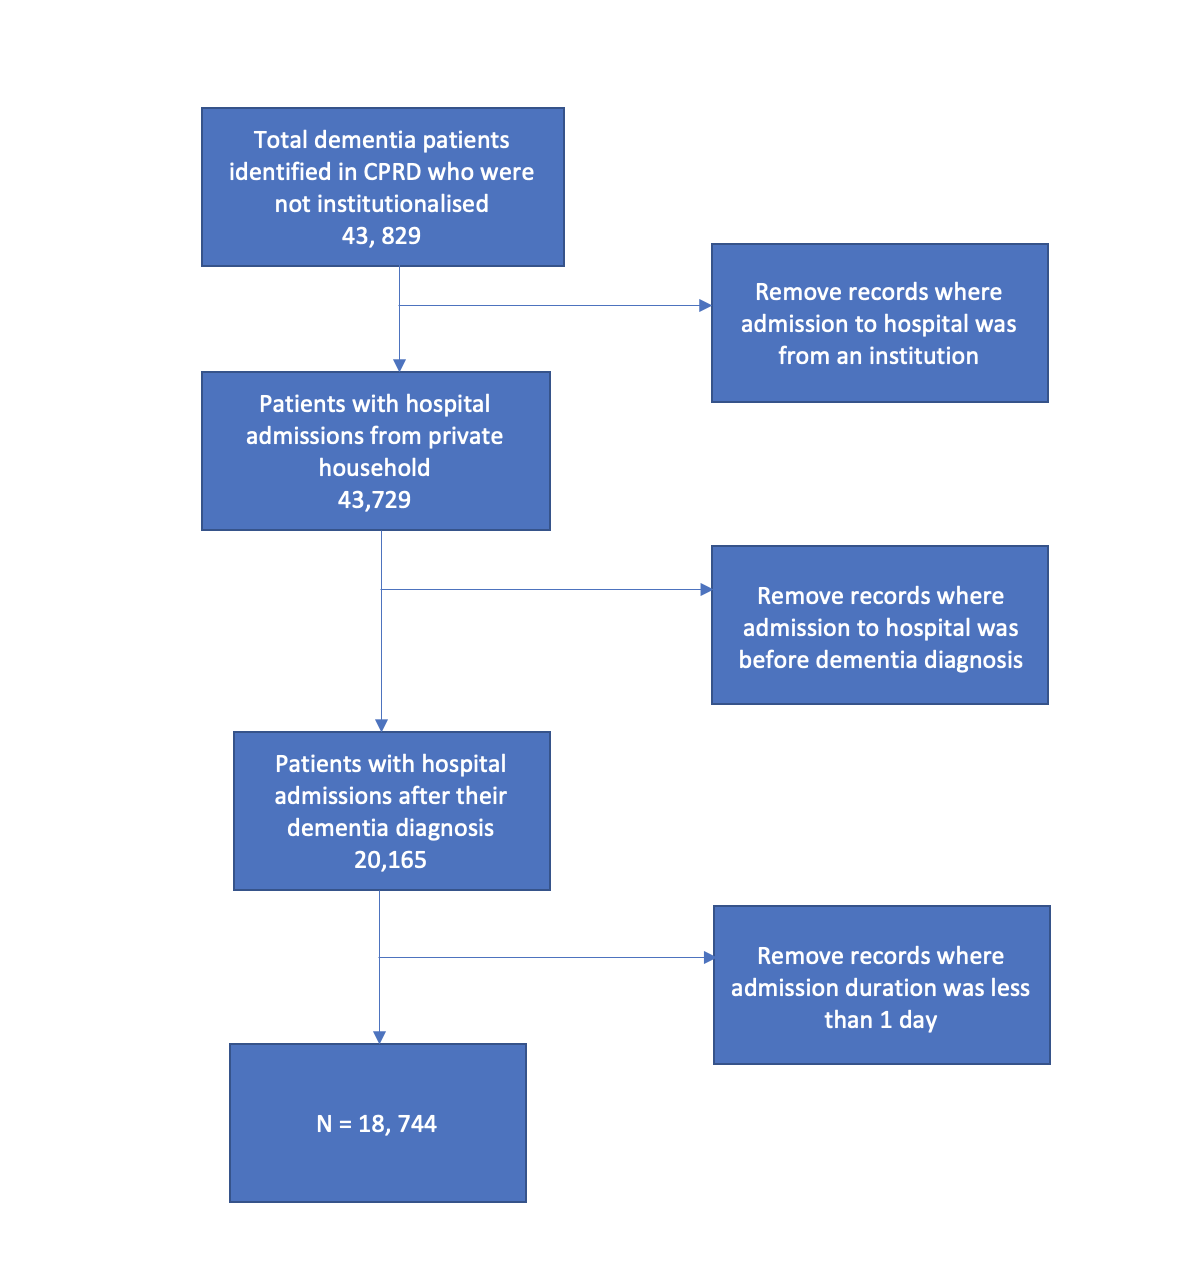 Total dementia patients
identified in CPRD who were
not institutionalised
43, 829
Remove records where
admission to hospital was
from an institution
Patients with hospital
admissions from private
household
43,729
Remove records where
admission to hospital was
before dementia diagnosis
Patients with hospital
admissions after their
dementia diagnosis
20,165
Remove records where
admission duration was less
than 1 day
N = 18, 744